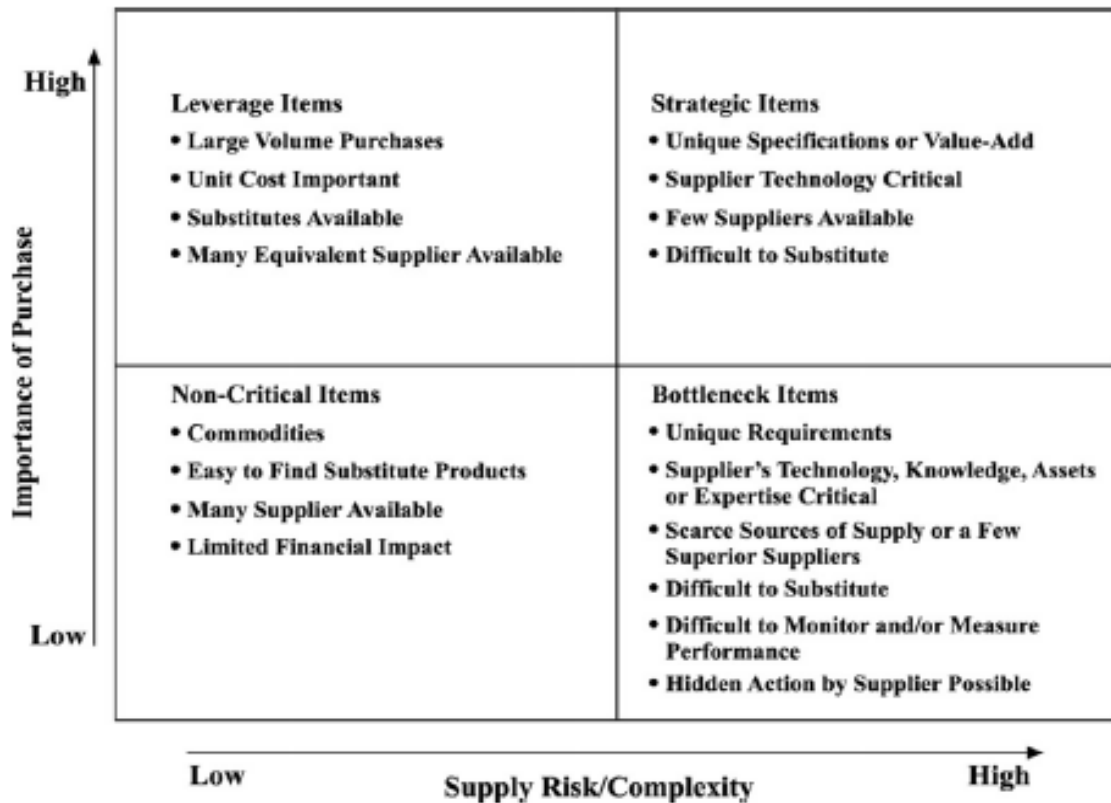 High
Importance of Purchase
Low
Leverage Items
• Large Volume Purchases
• Unit Cost Important
• Substitutes Available
• Many Equivalent Supplier Available
Strategic Items
• Unique Specifications or Value-Add
• Supplier Technology Critical
• Few Suppliers Available
• Difficult to Substitute
Non-Critical Items
• Commodities
• Easy to Find Substitute Products
• Many Supplier Available
• Limited Financial Impact
Bottleneck Items
• Unique Requirements
• Supplier's Technology, Knowledge, Assets
or Expertise Critical
• Scarce Sources of Supply or a Few
Superior Suppliers
• Difficult to Substitute
• Difficult to Monitor and/or Measure
Performance
• Hidden Action by Supplier Possible
Low
Supply Risk/Complexity
High